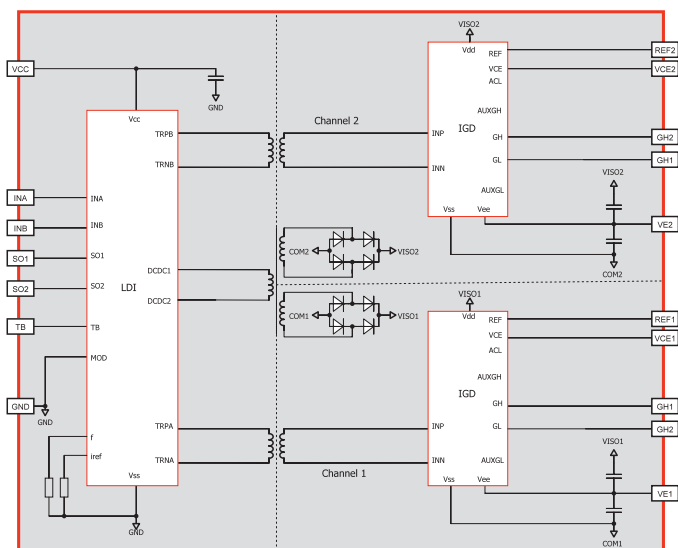 VISO2
VCC
Vdd
REF
REF2
VCE
VCE2
ACL
GND
Vcc
Channel 2
AUXGH
TRPB
INP
IGD
GH
GH2
TRNB
INN
GL
GH1
VISO2
AUXGL
INA
INA
Vss
Vee
INB
INB
VE2
SO1
SO1
COM2
VISO2
DCDC1
COM2
LDI
SO2
SO2
DCDC2
VISO1
TB
TB
COM1
VISO1
Vdd
REF
REF1
VCE
VCE1
ACL
MOD
AUXGH
IGD
GND
GND
GH
GH1
TRPA
INP
GL
GH2
f
VISO1
iref
TRNA
INN
AUXGL
Vss
Channel 1
Vss
Vee
VE1
GND
COM1